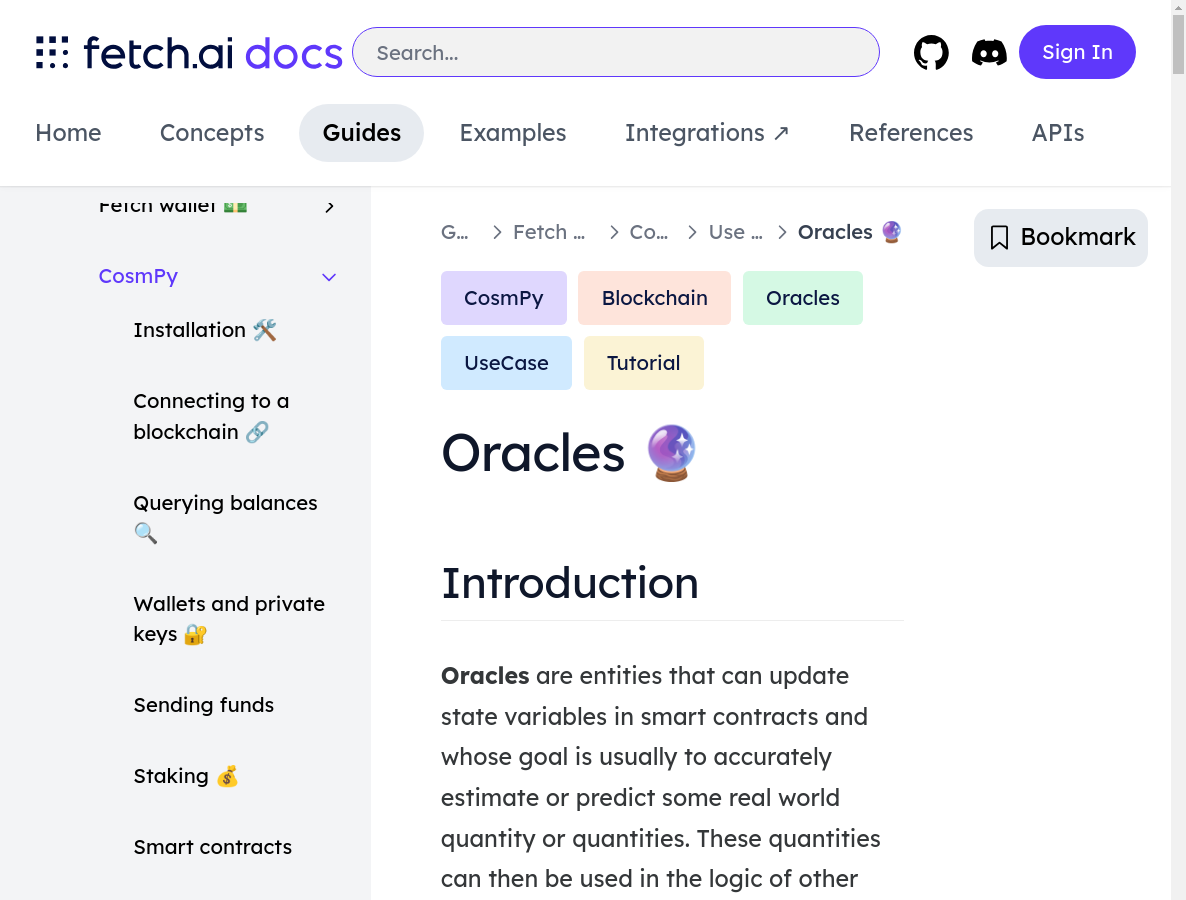 fetch.ai docs
Search...
Sign In
Home
Concepts
Guides
Examples
Integrations ↗
References
APIs
Fetch wallet 💵
CosmPy
Installation 🛠️
Connecting to a
blockchain 🔗
Querying balances
🔍
Wallets and private
keys 🔐
Sending funds
Staking 💰
Smart contracts
G... > Fetch ... > Co... > Use ... > Oracles 🔮
Bookmark
CosmPy
Blockchain
Oracles
UseCase
Tutorial
Oracles 🔮
Introduction
Oracles are entities that can update
state variables in smart contracts and
whose goal is usually to accurately
estimate or predict some real world
quantity or quantities. These quantities
can then be used in the logic of other